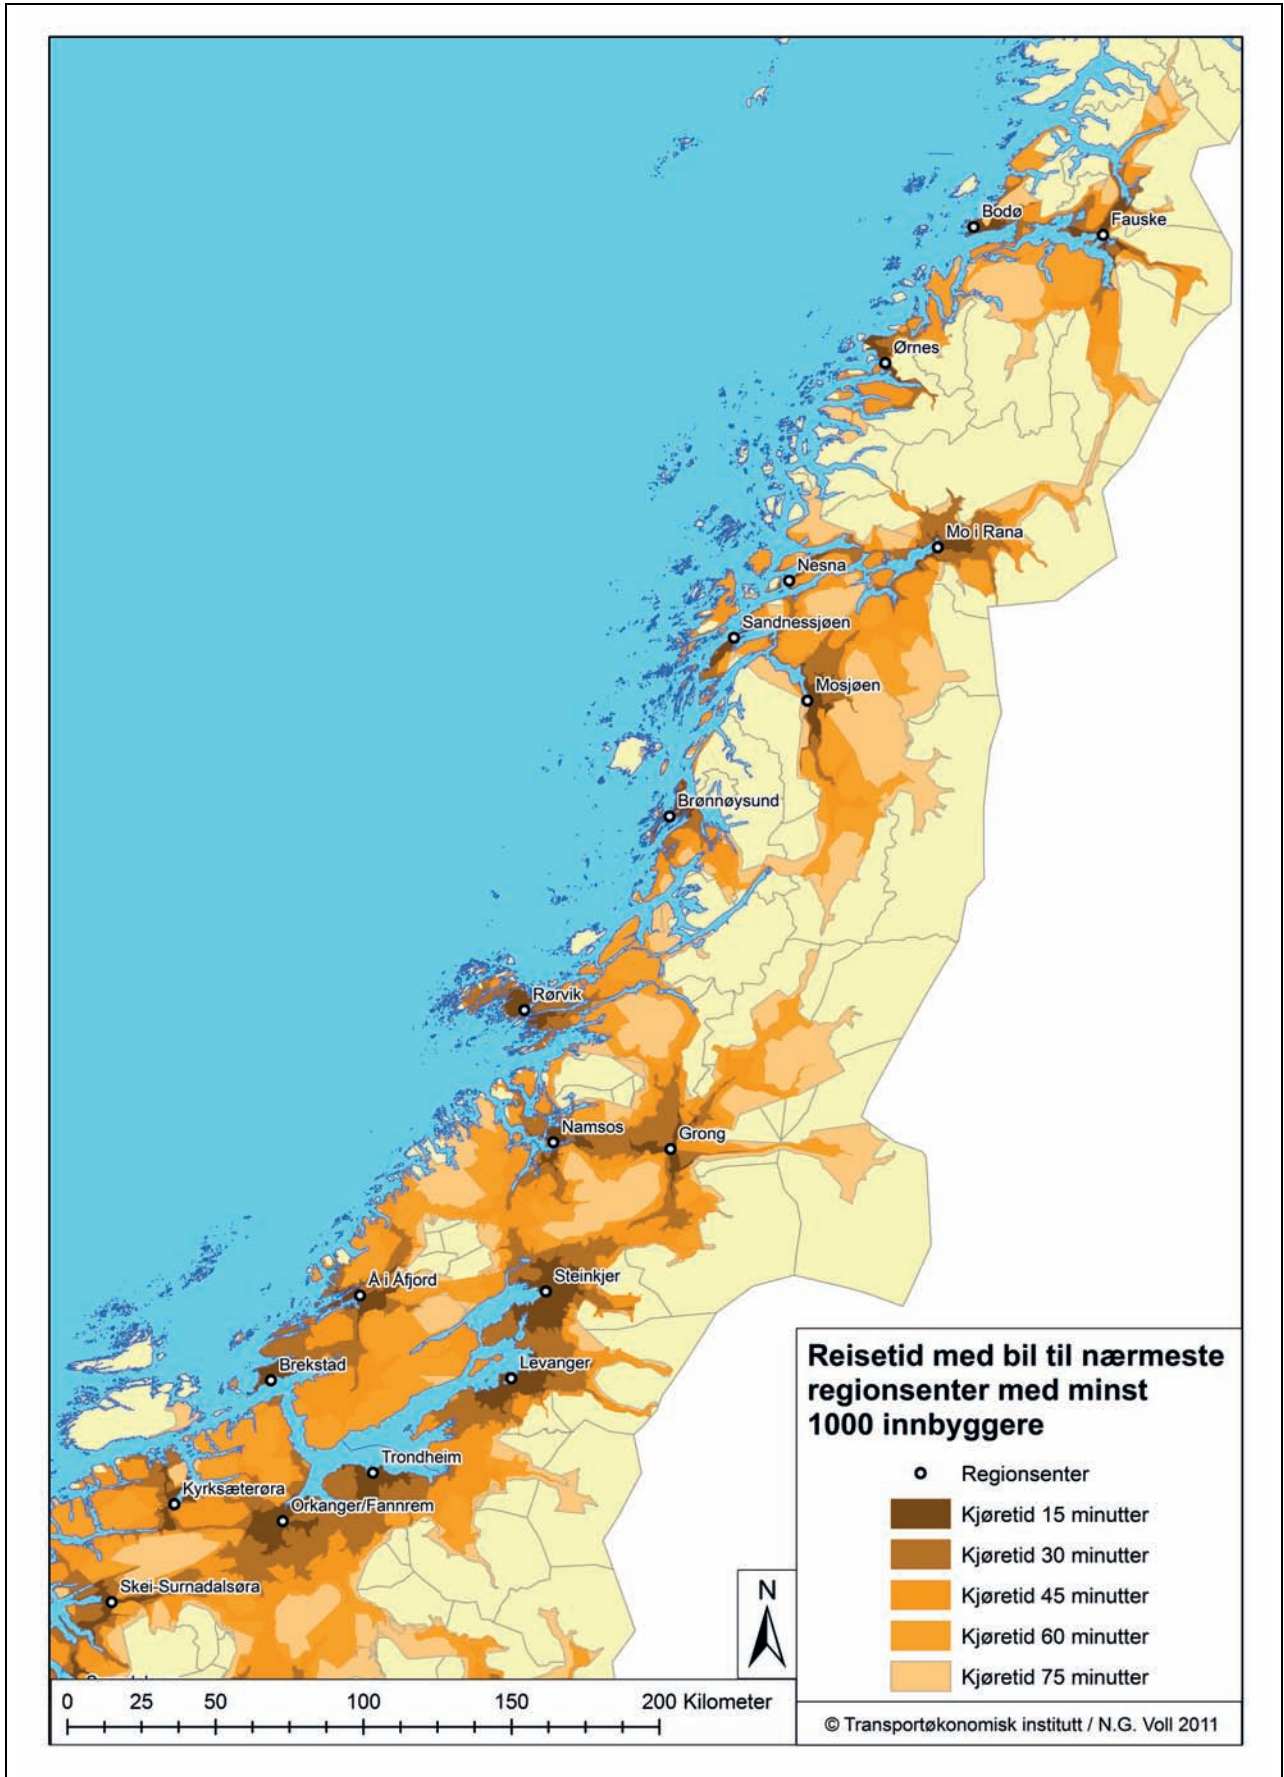 Bodø
Fauske
Ørnes
Mo i Rana
Nesna
Sandnessjøen
Mosjøen
Brønnøysund
Rørvik
Namsos
Grong
Steinkjer
Å i Åfjord
Levanger
Brekstad
Trondheim
Kyrksæterøra
Orkanger/Fannrem
Skei-Surnadalsøra
Reisetid med bil til nærmeste
regionsenter med minst
1000 innbyggere
Regionsenter
Kjøretid 15 minutter
Kjøretid 30 minutter
Kjøretid 45 minutter
Kjøretid 60 minutter
Kjøretid 75 minutter
N
0 25 50 100 150 200 Kilometer
© Transportøkonomisk institutt / N.G. Voll 2011